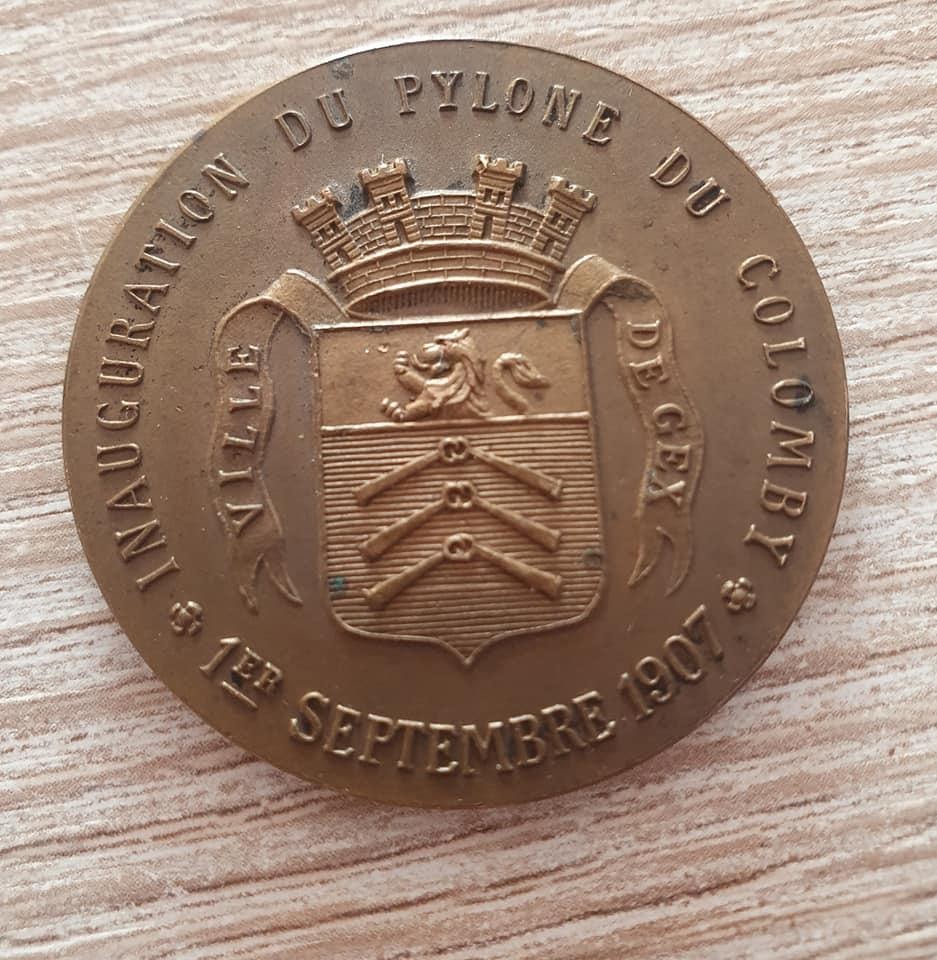 INAUGURATION DU PYLONE DU COLOMBY
VILLE DE GEX
1ER SEPTEMBRE 1907